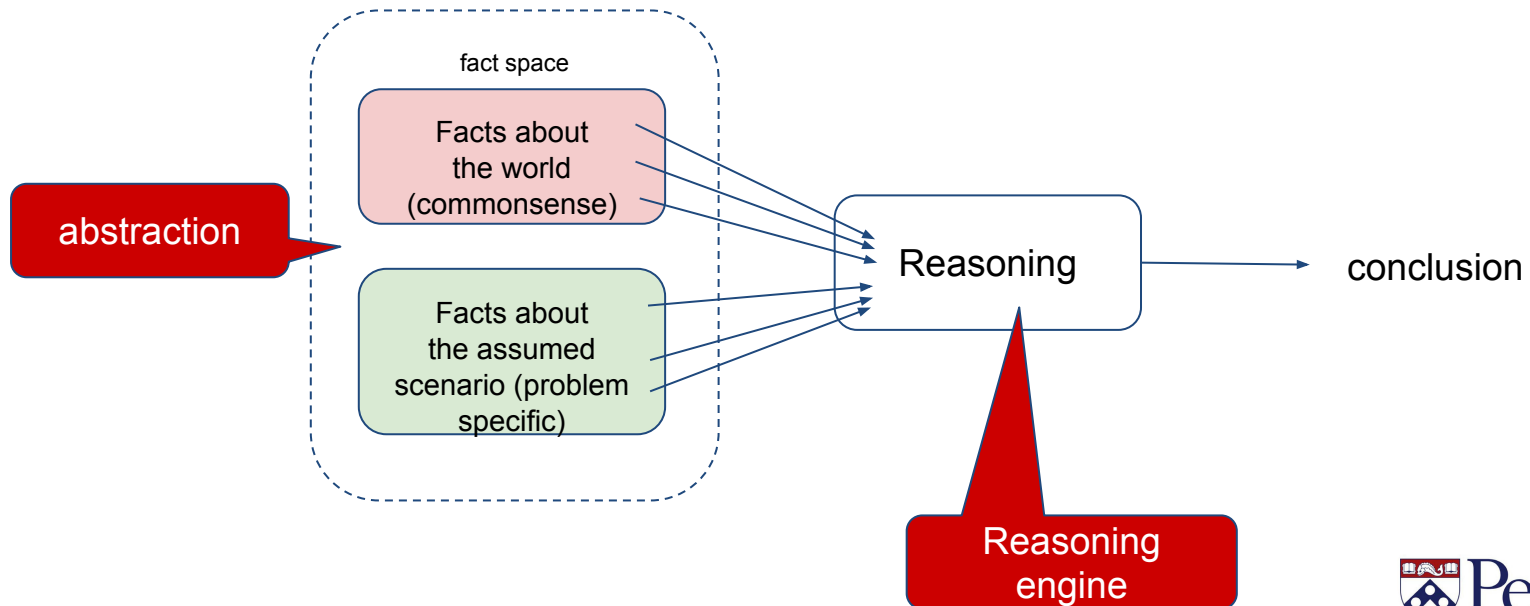 fact space
Facts about
the world
(commonsense)
abstraction
Facts about
the assumed
scenario (problem
specific)
Reasoning
conclusion
Reasoning
engine
Pe